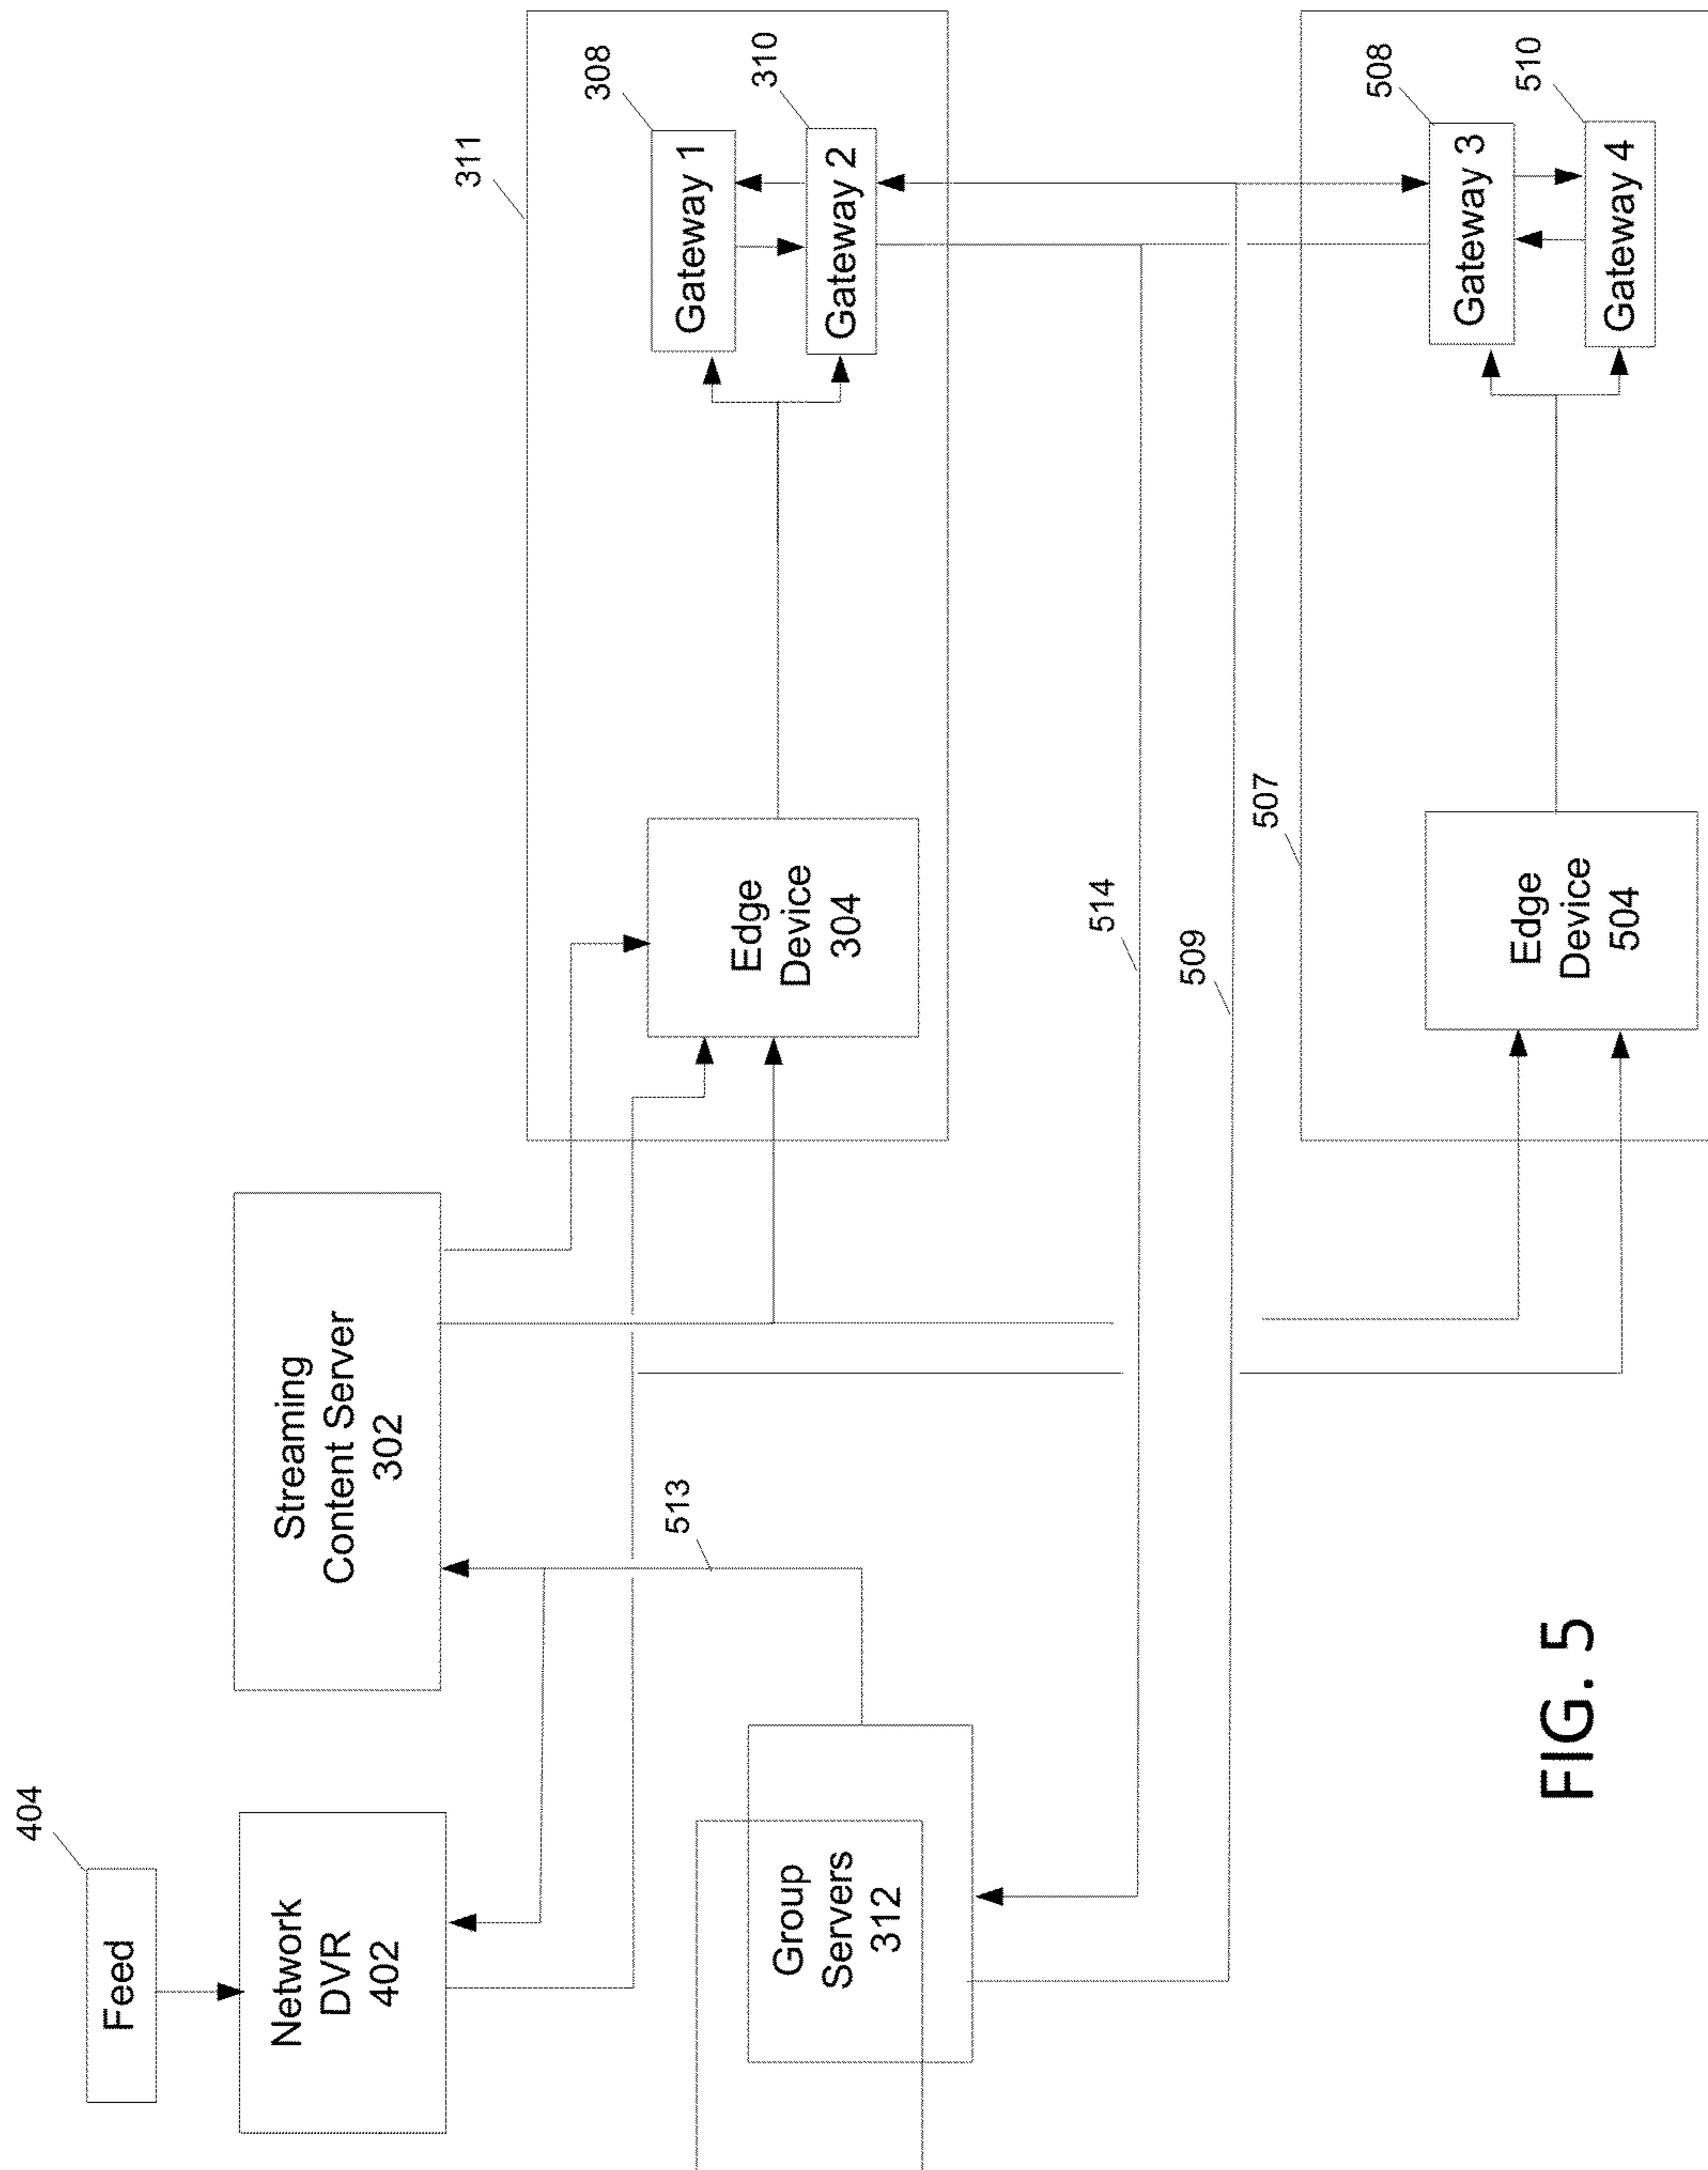 404
Feed
Network
DVR
402
Streaming
Content Server
302
513
Group
Servers
312
311
Edge
Device
304
308
Gateway 1
310
Gateway 2
514
509
507
Edge
Device
504
508
Gateway 3
510
Gateway 4
FIG. 5